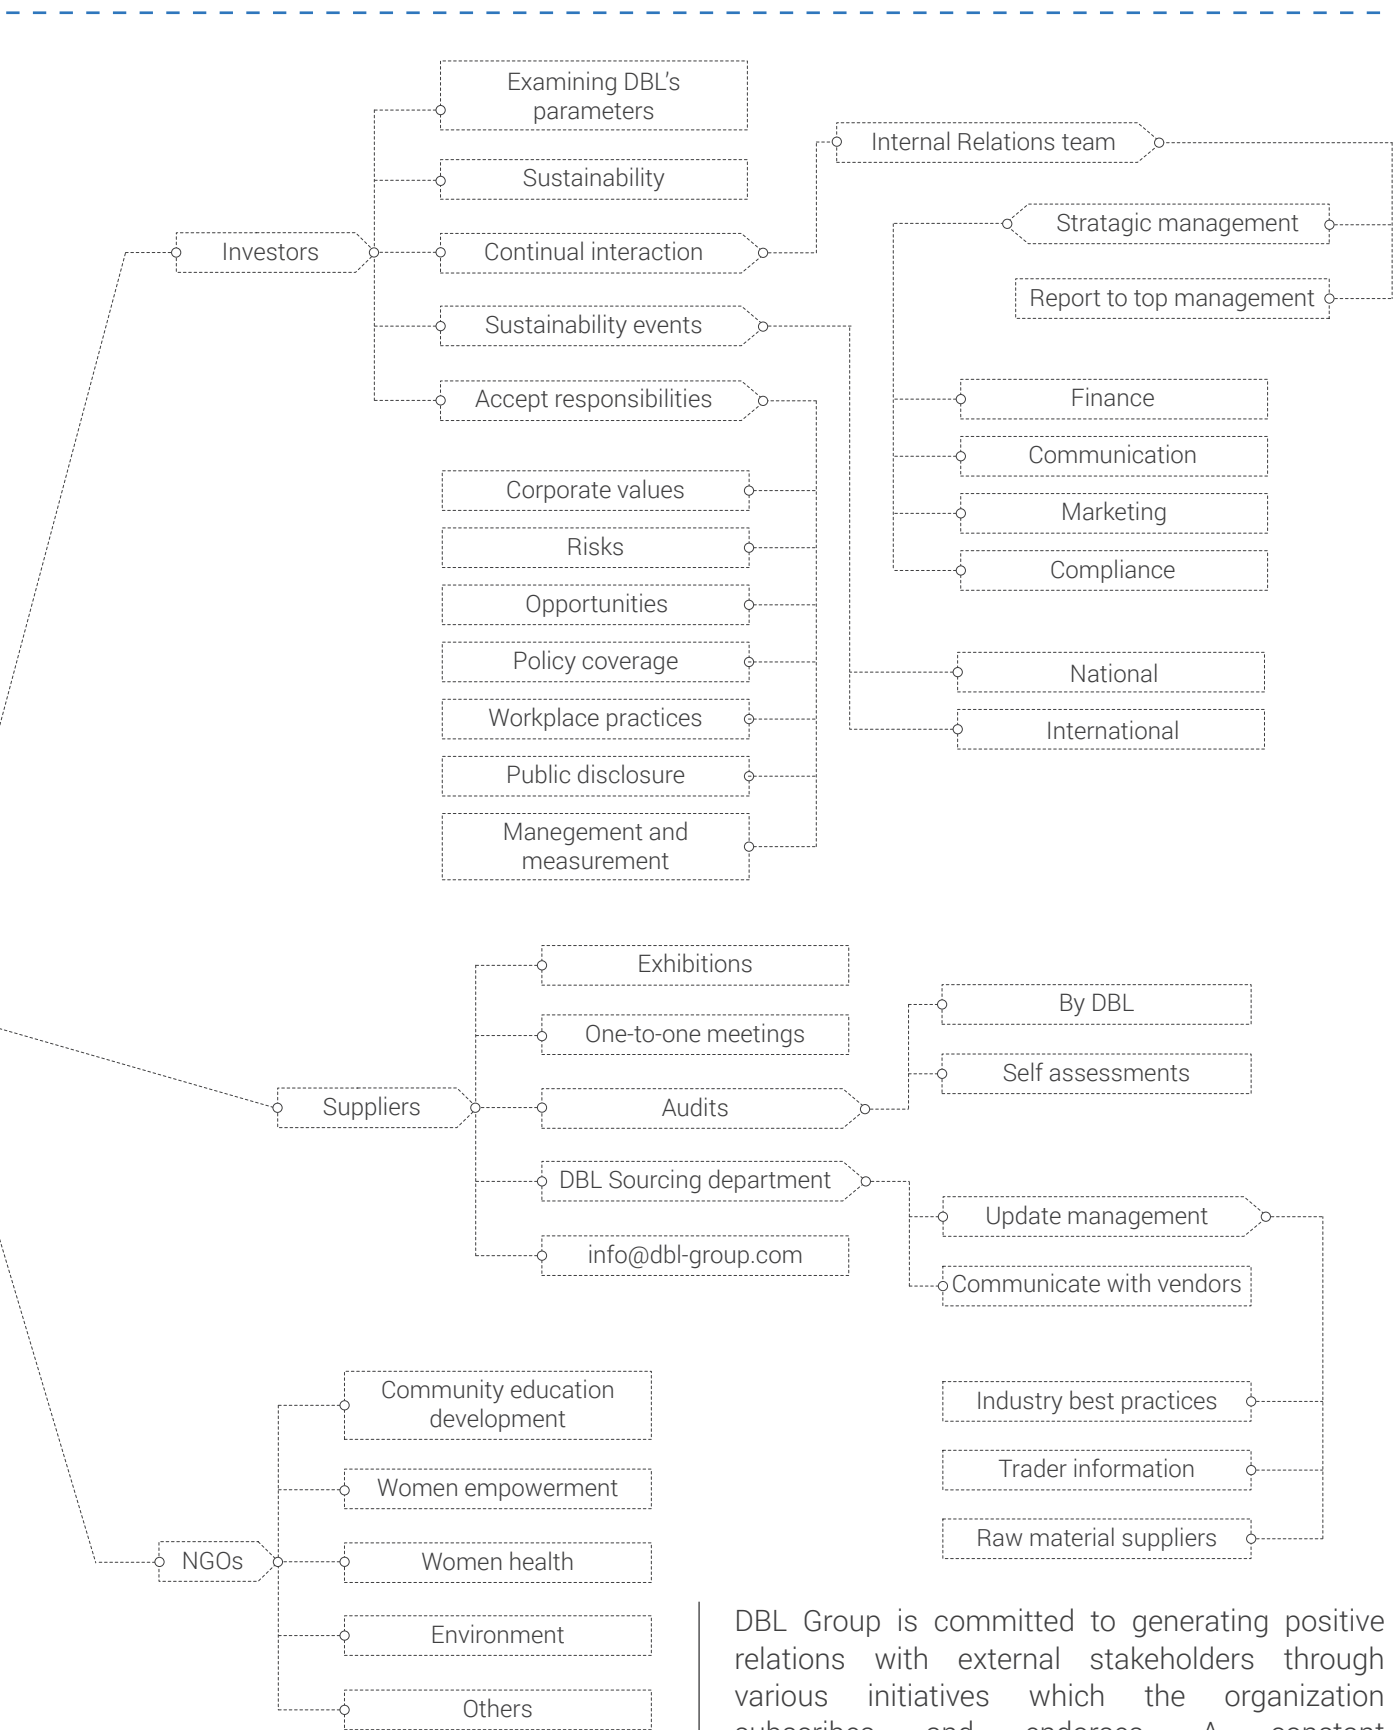 Examining DBL's
parameters
Sustainability
Investors
Continual interaction
Sustainability events
Accept responsibilities
Internal Relations team
Stratagic management
Report to top management
Finance
Communication
Marketing
Compliance
National
International
Corporate values
Risks
Opportunities
Policy coverage
Workplace practices
Public disclosure
Manegement and
measurement
Suppliers
Exhibitions
One-to-one meetings
Audits
DBL Sourcing department
info@dbl-group.com
By DBL
Self assessments
Update management
Communicate with vendors
Industry best practices
Trader information
Raw material suppliers
NGOs
Community education
development
Women empowerment
Women health
Environment
Others
DBL Group is committed to generating positive
relations with external stakeholders through
various initiatives which the organization
subscribes and endorses. A constant